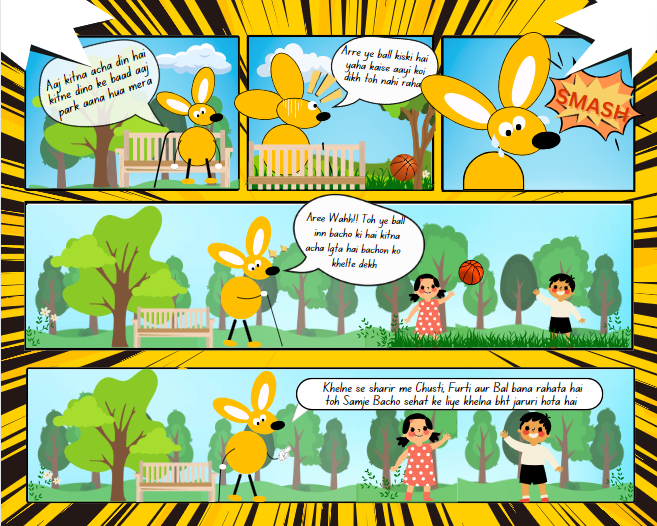 Aaj kitna acha din hai
kitne dino ke baad aaj
park aana hua mera
Arre ye ball kiski hai
yaha kaise aayi koi
dikh toh nahi raha
SMASH
Aree Wahh!! Toh ye ball
inn bacho ki hai kitna
acha lgta hai bachon ko
khelte dekh
Khelne se sharir me Chusti, Furti aur Bal bana rahata hai
toh Samje Bacho sehat ke liye khelna bht jaruri hota hai